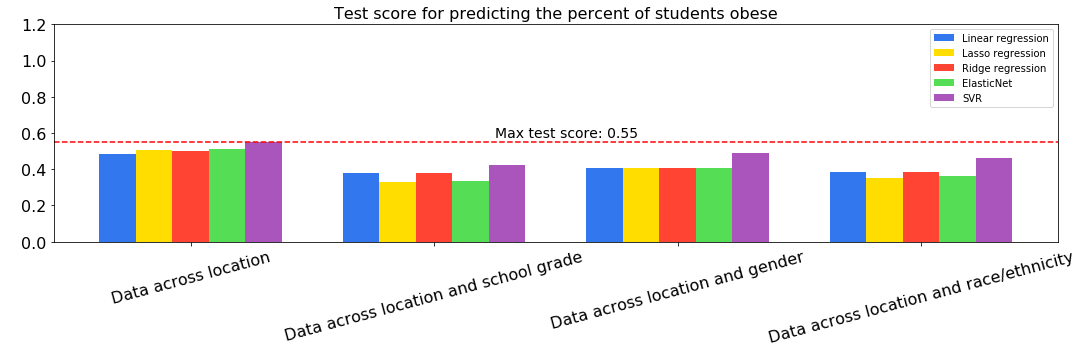 Test score for predicting the percent of students obese
1.2
1.0
0.8
0.6
0.4
0.2
0.0
Linear regression
Lasso regression
Ridge regression
ElasticNet
SVR
Max test score: 0.55
Data across location
Data across location and school grade
Data across location and gender
Data across location and race/ethnicity